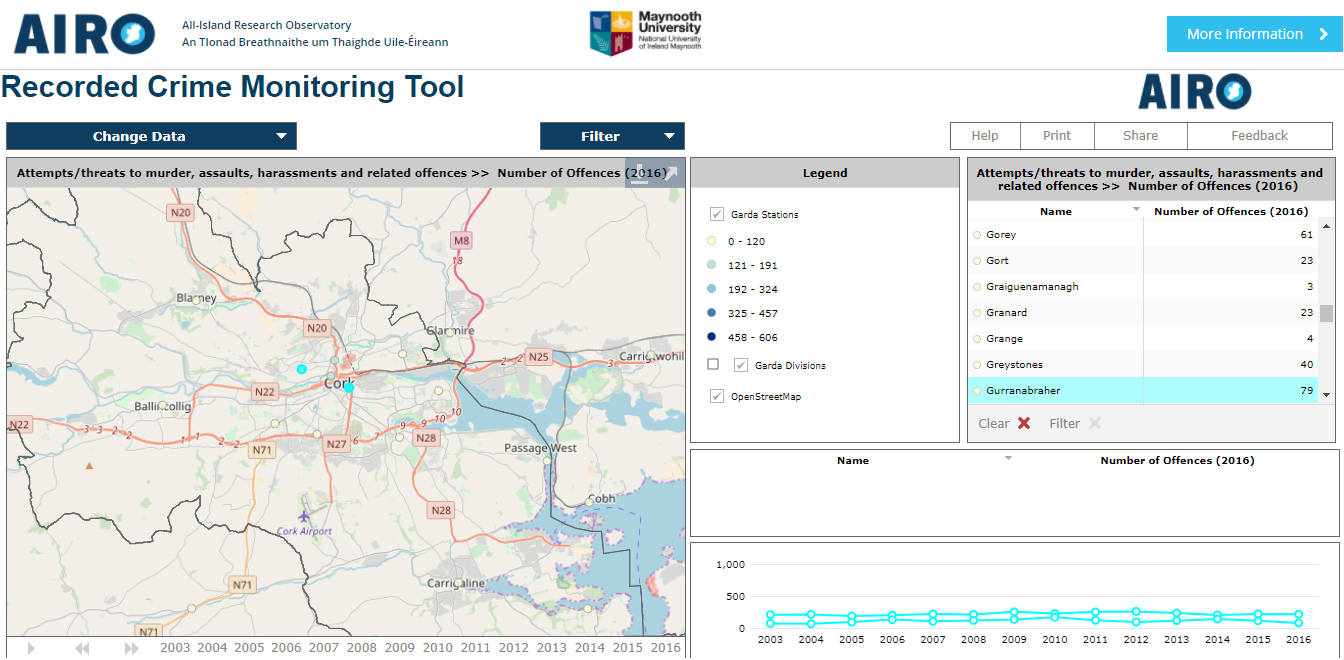 AIRO
All-Island Research Observatory
An Tlonad Breathnaithe um Thaighde Uile-Éireann
Maynooth
University
National University
of Ireland Maynooth
More Information
Recorded Crime Monitoring Tool
AIRO
Change Data
Filter
Help Print Share Feedback
Attempts/threats to murder, assaults, harassments and related offences >> Number of Offences (2016)
N20
M8
18
Blarney
N20
Glanmire
2 2 N25 3
Carrigtwohill
Cork
N22
Ballincollig
10
10
9 9 10
N22 3 3 2 2 1 1 2 2 N27 6 7 N28
N71
Passage West
Cobh
N28
Cork Airport
Carrigaline
N71
N71
2003 2004 2005 2006 2007 2008 2009 2010 2011 2012 2013 2014 2015 2016
Legend
Garda Stations
0 - 120
121 - 191
192 - 324
325 - 457
458 - 606
Garda Divisions
OpenStreetMap
Attempts/threats to murder, assaults, harassments and
related offences >> Number of Offences (2016)
Name Number of Offences (2016)
Gorey 61
Gort 23
Graiguenamanagh 3
Granard 23
Grange 4
Greystones 40
Gurranabraher 79
Clear Filter
Name Number of Offences (2016)
1,000
500
0
2003 2004 2005 2006 2007 2008 2009 2010 2011 2012 2013 2014 2015 2016